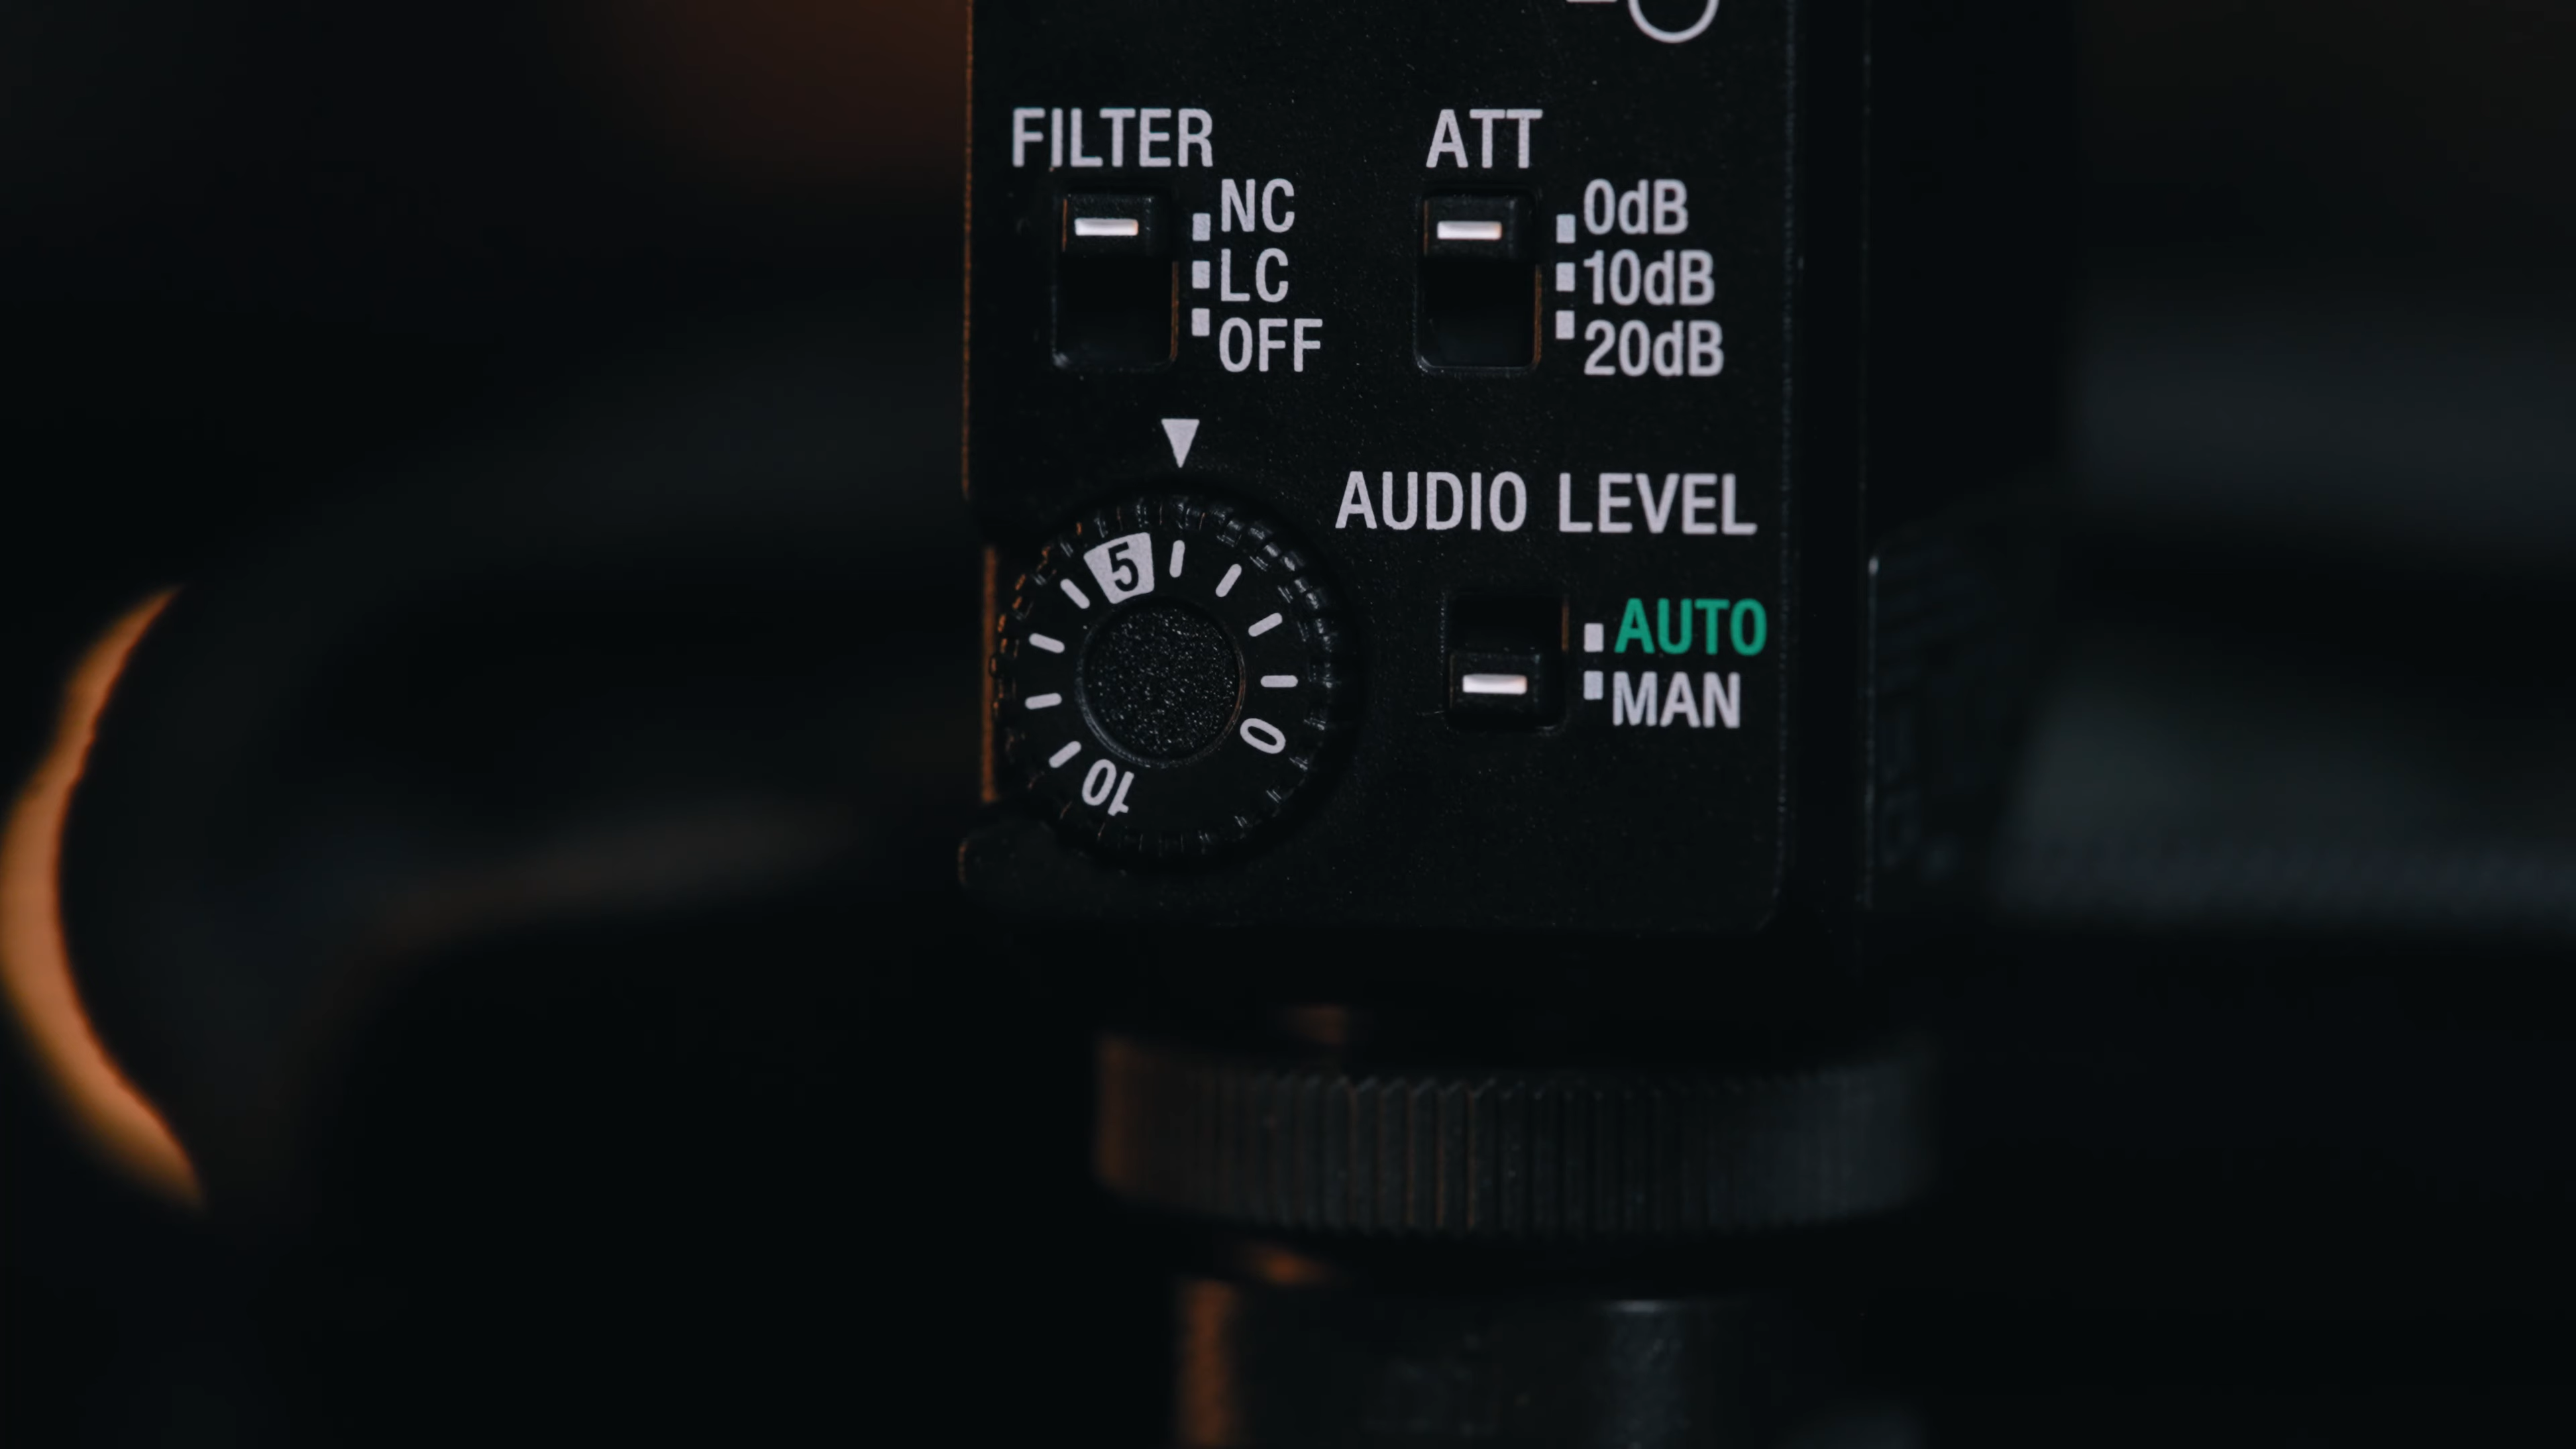 FILTER
NC
LC
OFF
ATT
0dB
10dB
20dB
AUDIO LEVEL
5
0
10
AUTO
MAN